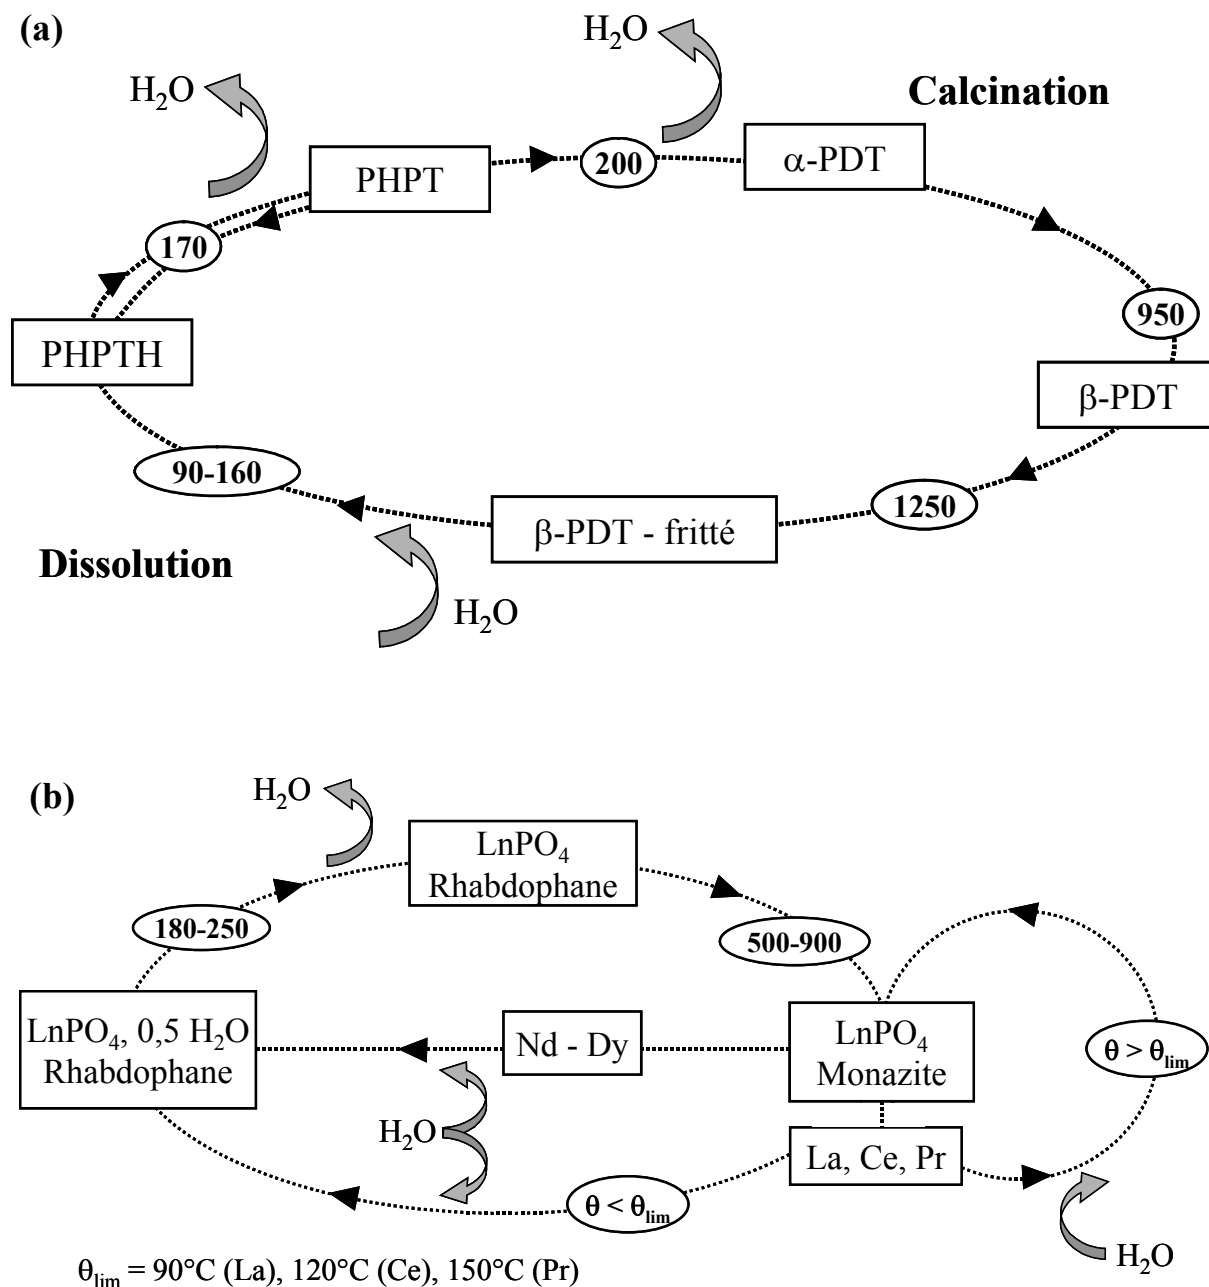 (a)
H₂O
H₂O
Calcination
PHPT
200
α-PDT
170
950
PHPTH
β-PDT
90-160
1250
β-PDT - fritté
Dissolution
H₂O
(b)
H₂O
LnPO₄
Rhabdophane
180-250
500-900
LnPO₄, 0,5 H₂O
Rhabdophane
Nd - Dy
LnPO₄
Monazite
θ > θlim
H₂O
La, Ce, Pr
θ < θlim
H₂O
θlim = 90°C (La), 120°C (Ce), 150°C (Pr)